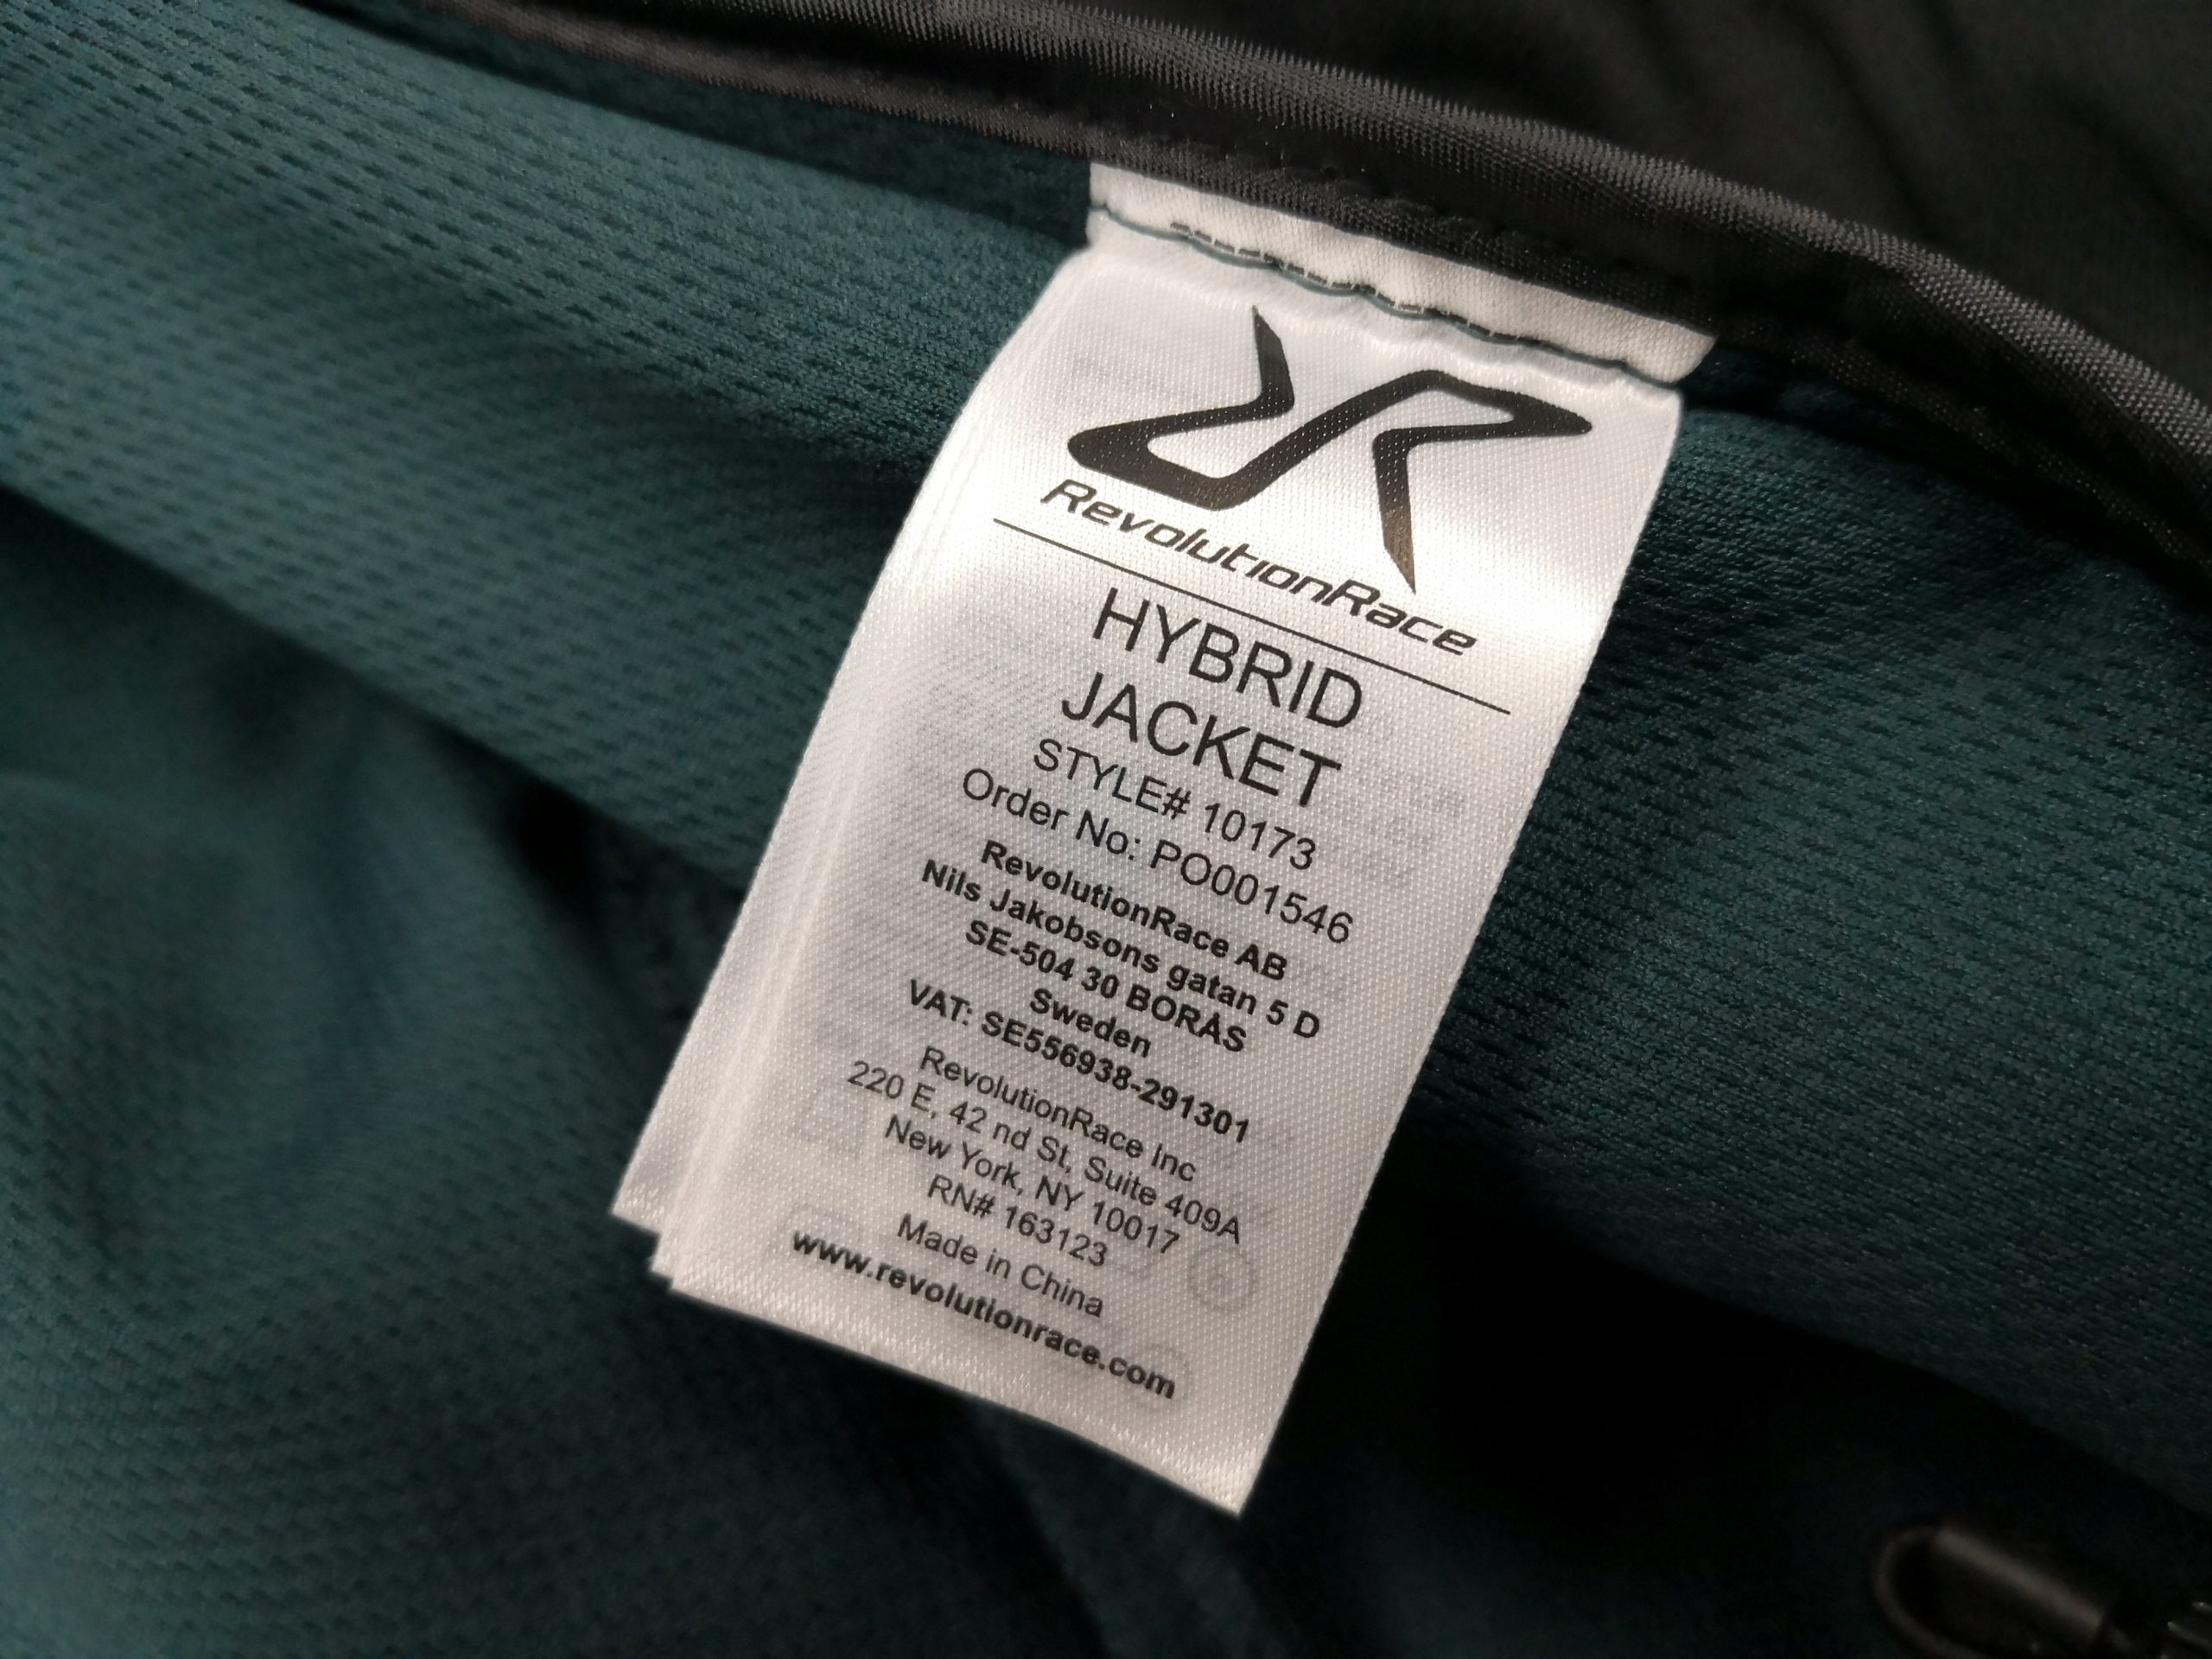 RevolutionRace
HYBRID
JACKET
STYLE# 10173
Order No: PO001546
RevolutionRace AB
Nils Jakobsons gatan 5 D
SE-504 30 BORÅS
Sweden
VAT: SE556938-291301
RevolutionRace Inc
220 E, 42 nd St, Suite 409A
New York, NY 10017
RN# 163123
Made in China
www.revolutionrace.com